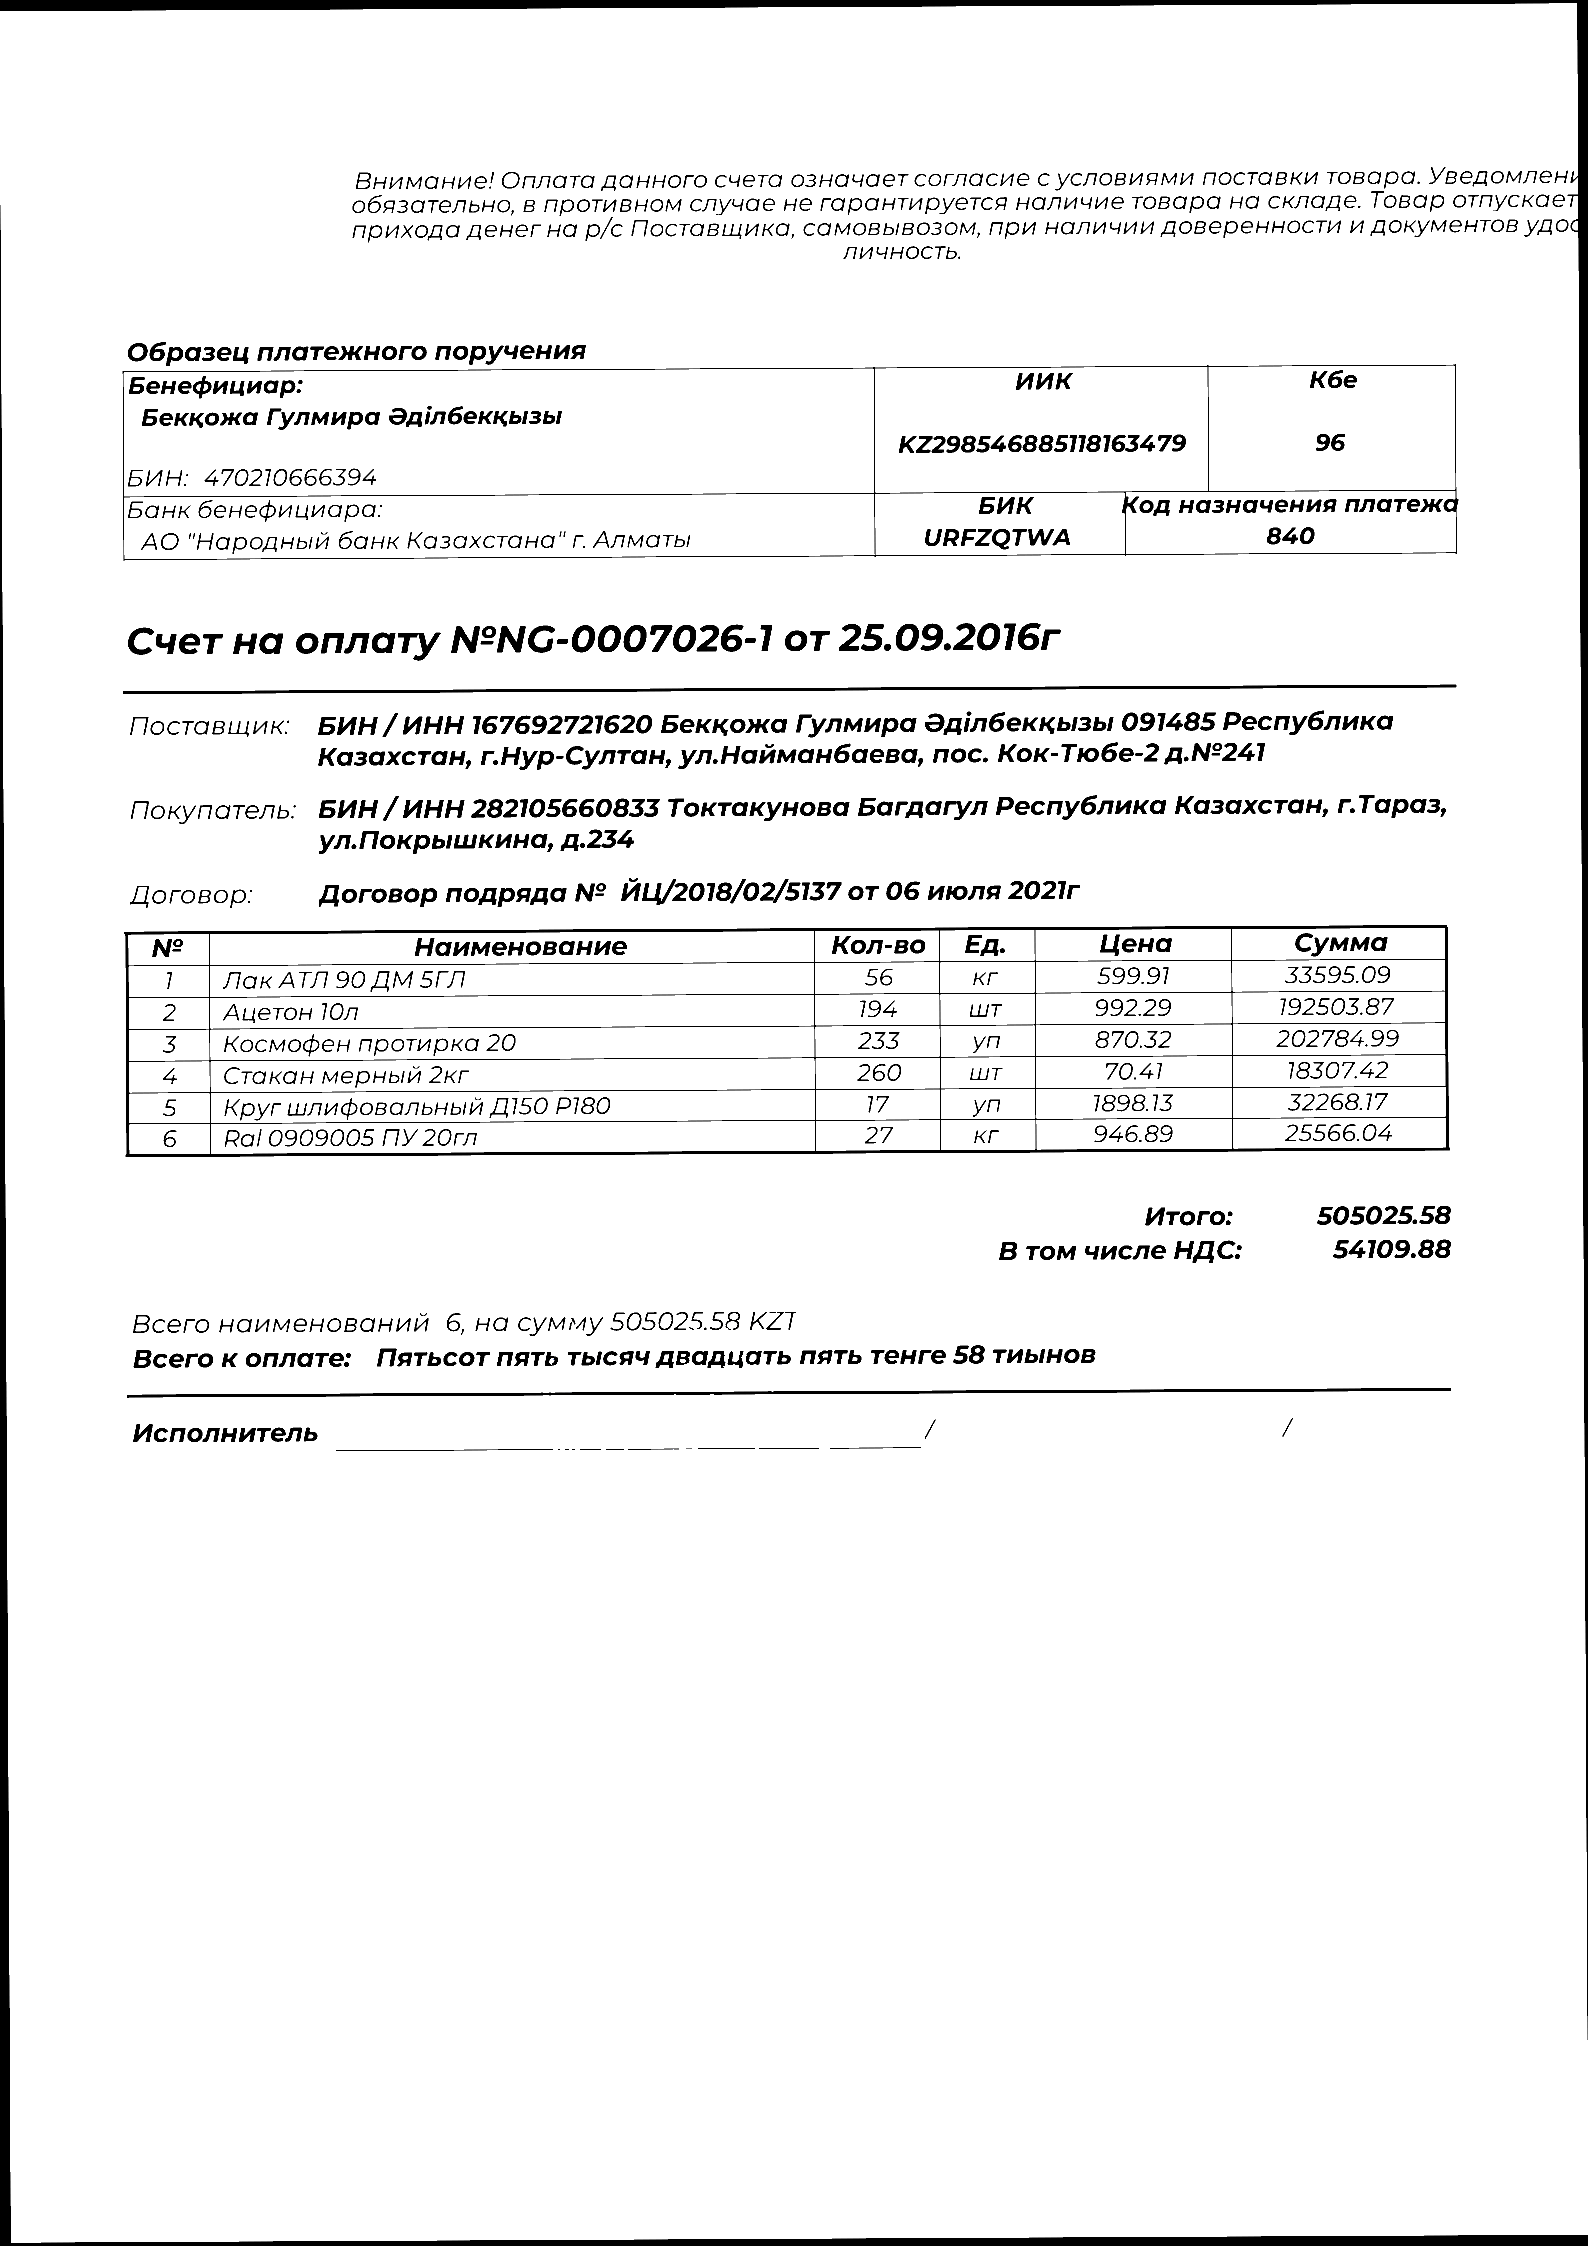 Внимание! Оплата данного счета означает согласие с условиями поставки товара.
обязательно, в противном случае не гарантируется наличие товара на складе. Товар
прихода денег на р/с Поставщика, самовывозом, при наличии доверенности и документов
личность.
Образец платежного поручения
Бенефициар: ИИК Кбе
Бекқожа Гулмира Әділбекқызы
KZ298546885118163479 96
БИН: 470210666394
Банк бенефициара: БИК Код назначения платежа
АО "Народный банк Казахстана" г. Алматы URFZQTWA 840
Счет на оплату №NG-0007026-1 от 25.09.2016г
Поставщик: БИН / ИНН 167692721620 Бекқожа Гулмира Әділбекқызы 091485 Республика
Казахстан, г.Нур-Султан, ул.Найманбаева, пос. Кок-Тюбе-2 д.№241
Покупатель: БИН / ИНН 282105660833 Токтакунова Багдагул Республика Казахстан, г.Тараз,
ул.Покрышкина, д.234
Договор: Договор подряда № ЙЦ/2018/02/5137 от 06 июля 2021г
№ Наименование Кол-во Ед. Цена Сумма
1 Лак АТЛ 90 ДМ 5ГЛ 56 кг 599.91 33595.09
2 Ацетон 10л 194 шт 992.29 192503.87
3 Космофен протирка 20 233 уп 870.32 202784.99
4 Стакан мерный 2кг 260 шт 70.41 18307.42
5 Круг шлифовальный Д150 Р180 17 уп 1898.13 32268.17
6 Ral 0909005 ПУ 20гл 27 кг 946.89 25566.04
Итого: 505025.58
В том числе НДС: 54109.88
Всего наименований 6, на сумму 505025.58 KZT
Всего к оплате: Пятьсот пять тысяч двадцать пять тенге 58 тиынов
Исполнитель / /